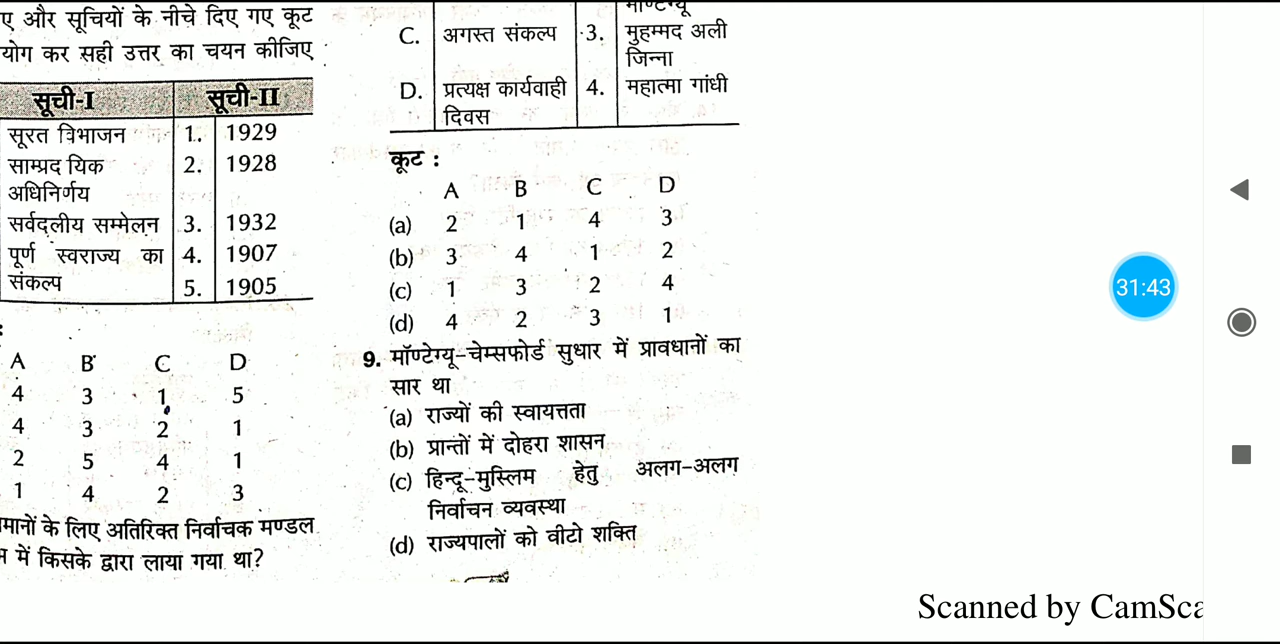 ए और सूचियों के नीचे दिए गए कूट
योग कर सही उत्तर का चयन कीजिए
सूची-I सूची-II
सूरत विभाजन 1. 1929
साम्प्रदायिक 2. 1928
अधिनिर्णय
सर्वदलीय सम्मेलन 3. 1932
पूर्ण स्वराज्य का 4. 1907
संकल्प
5. 1905
:
A B C D
4 3 1 5
4 3 2 1
2 5 4 1
1 4 2 3
मानों के लिए अतिरिक्त निर्वाचक मण्डल
में किसके द्वारा लाया गया था?
माण्टेग्यू
C. अगस्त संकल्प 3. मुहम्मद अली
जिन्ना
D. प्रत्यक्ष कार्यवाही 4. महात्मा गांधी
दिवस
कूट :
A B C D
(a) 2 1 4 3
(b) 3 4 1 2
(c) 1 3 2 4
(d) 4 2 3 1
9. मॉण्टेग्यू-चेम्सफोर्ड सुधार में प्रावधानों का
सार था
(a) राज्यों की स्वायत्तता
(b) प्रान्तों में दोहरा शासन
(c) हिन्दू-मुस्लिम हेतु अलग-अलग
निर्वाचन व्यवस्था
(d) राज्यपालों को वीटो शक्ति
31:43
Scanned by CamSca